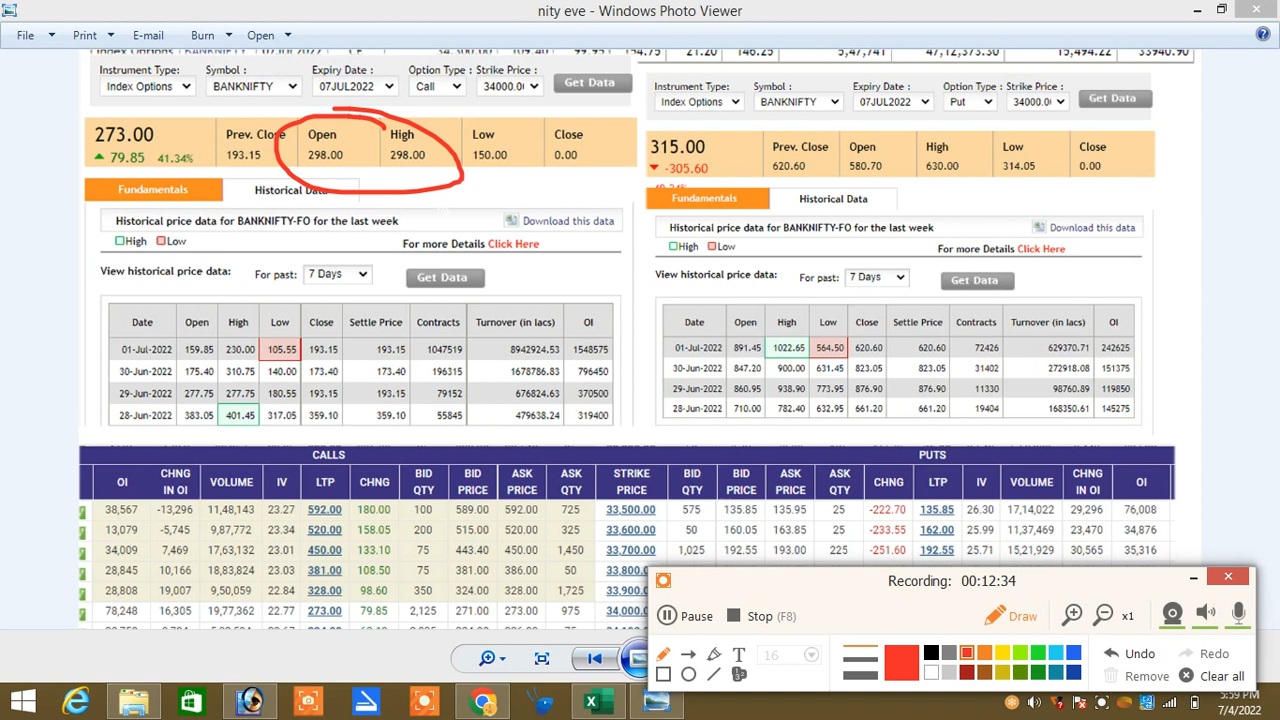 nity eve - Windows Photo Viewer
File Print E-mail Burn Open
Instrument Type: Symbol : Expiry Date : Option Type : Strike Price :
Index Options BANKNIFTY 07JUL2022 Call 34000.0 Get Data
273.00 Prev. Close Open High Low Close
79.85 41.34% 193.15 298.00 298.00 150.00 0.00
Fundamentals Historical Data
Historical price data for BANKNIFTY-FO for the last week Download this data
High Low For more Details Click Here
View historical price data: For past: 7 Days Get Data
Date Open High Low Close Settle Price Contracts Turnover (in lacs) OI
01-Jul-2022 159.85 230.00 105.55 193.15 193.15 1047519 8942924.53 1548575
30-Jun-2022 175.40 310.75 140.00 173.40 173.40 196315 1678786.83 796450
29-Jun-2022 277.75 277.75 180.55 193.15 193.15 79152 676824.63 370500
28-Jun-2022 383.05 401.45 317.05 359.10 359.10 55845 479638.24 319400
5,47,741 47,12,373.30 15,494.22 33940.90
Instrument Type: Symbol : Expiry Date : Option Type : Strike Price :
Index Options BANKNIFTY 07JUL2022 Put 34000.0 Get Data
315.00 Prev. Close Open High Low Close
-305.60 620.60 580.70 630.00 314.05 0.00
Fundamentals Historical Data
Historical price data for BANKNIFTY-FO for the last week Download this data
High Low For more Details Click Here
View historical price data: For past: 7 Days Get Data
Date Open High Low Close Settle Price Contracts Turnover (in lacs) OI
01-Jul-2022 891.45 1022.65 564.50 620.60 620.60 72426 629370.71 242625
30-Jun-2022 847.20 900.00 631.45 823.05 823.05 31402 272918.08 151375
29-Jun-2022 860.95 938.90 773.95 876.90 876.90 11330 98760.89 119850
28-Jun-2022 710.00 782.40 632.95 661.20 661.20 19404 168350.61 145275
CALLS PUTS
OI CHNG IN OI VOLUME IV LTP CHNG BID QTY BID PRICE ASK PRICE ASK QTY STRIKE PRICE BID QTY BID PRICE ASK PRICE ASK QTY CHNG LTP IV VOLUME CHNG IN OI OI
38,567 -13,296 11,48,143 23.27 592.00 180.00 100 589.00 592.00 725 33,500.00 575 135.85 135.95 25 -222.70 135.85 26.30 17,14,022 29,296 76,008
13,079 -5,745 9,87,772 23.34 520.00 158.05 200 515.00 520.00 325 33,600.00 50 160.05 163.85 25 -233.55 162.00 25.99 11,37,469 23,470 34,876
34,009 7,469 17,63,132 23.01 450.00 133.10 75 443.40 450.00 1,450 33,700.00 1,025 192.55 193.00 225 -251.60 192.55 25.71 15,21,929 30,565 35,316
28,845 10,166 18,83,824 23.03 381.00 108.50 75 381.00 386.00 50 33,800.0
28,808 19,007 9,50,059 22.84 328.00 98.60 350 324.00 328.00 1,725 33,900.0
78,248 16,305 19,77,362 22.77 273.00 79.85 2,125 271.00 273.00 975 34,000.0
Recording: 00:12:34
Pause Stop (F8) Draw x1
T 16 Undo Redo
Remove Clear all
5:59 PM
7/4/2022